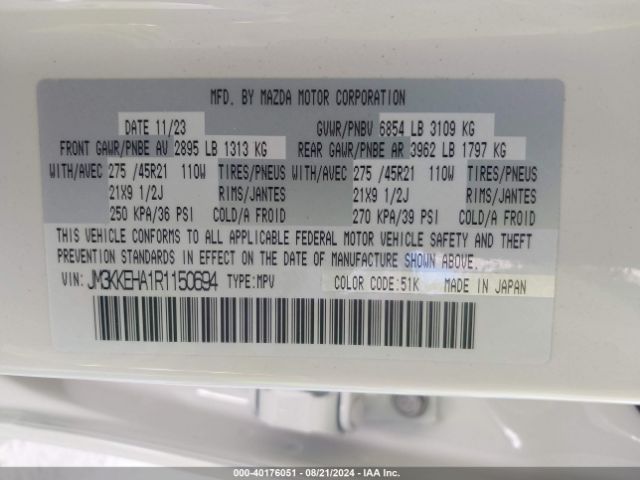 MFD. BY MAZDA MOTOR CORPORATION
DATE 11/23 GVWR/PNBV 6854 LB 3109 KG
FRONT GAWR/PNBE AV 2895 LB 1313 KG REAR GAWR/PNBE AR 3962 LB 1797 KG
WITH/AVEC 275 /45R21 110W TIRES/PNEUS WITH/AVEC 275 /45R21 110W TIRES/PNEUS
21X9 1/2J RIMS/JANTES 21X9 1/2J RIMS/JANTES
250 KPA/36 PSI COLD/A FROID 270 KPA/39 PSI COLD/A FROID
THIS VEHICLE CONFORMS TO ALL APPLICABLE FEDERAL MOTOR VEHICLE SAFETY AND THEFT
PREVENTION STANDARDS IN EFFECT ON THE DATE OF MANUFACTURE SHOWN ABOVE.
VIN: JM3KKEHA1R1150694 TYPE:MPV COLOR CODE:51K MADE IN JAPAN
000-40176051 - 08/21/2024 - IAA Inc.